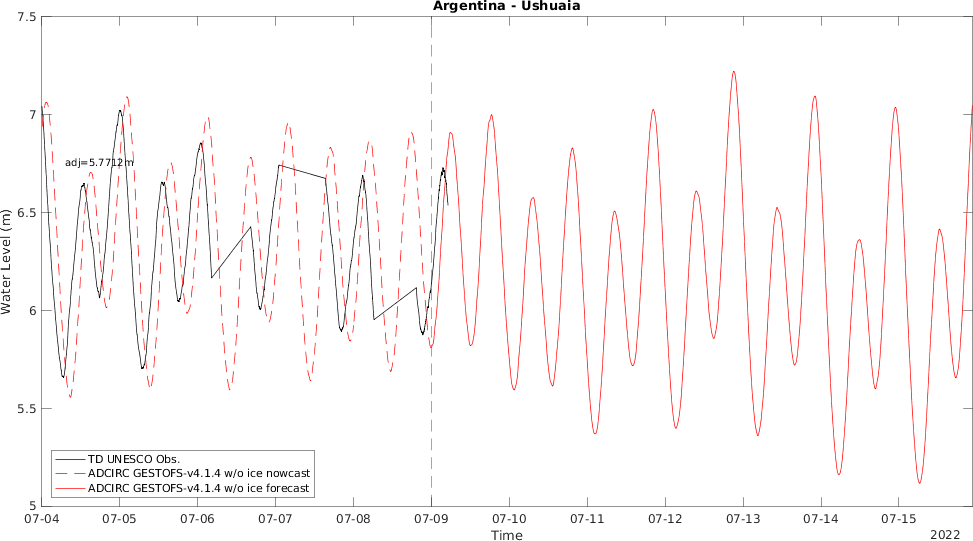 Argentina - Ushuaia
7.5
7
6.5
6
5.5
5
Water Level (m)
adj=5.7712m
TD UNESCO Obs.
ADCIRC GESTOFS-v4.1.4 w/o ice nowcast
ADCIRC GESTOFS-v4.1.4 w/o ice forecast
07-04 07-05 07-06 07-07 07-08 07-09 07-10 07-11 07-12 07-13 07-14 07-15
Time
2022